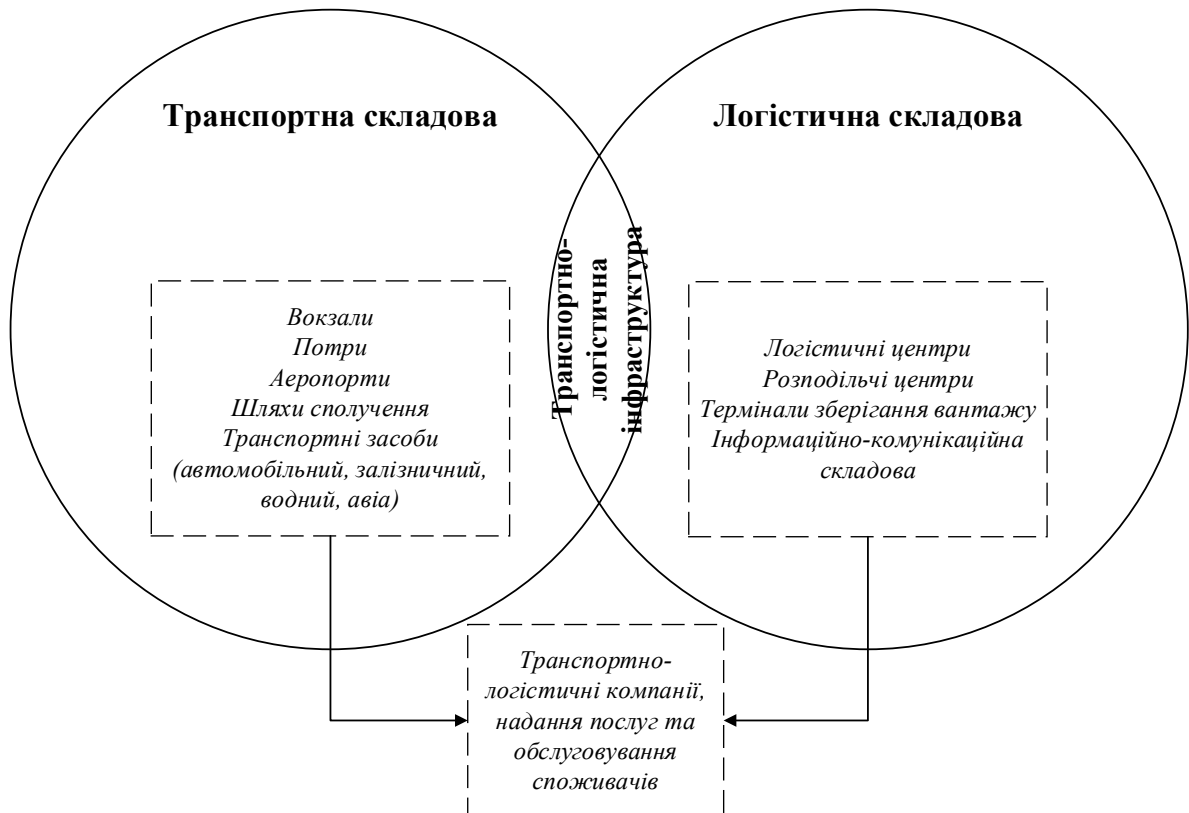 Транспортна складова
Логістична складова
Транспортно-
логістична
інфраструктура
Вокзали
Потри
Аеропорти
Шляхи сполучення
Транспортні засоби
(автомобільний, залізничний,
водний, авіа)
Логістичні центри
Розподільчі центри
Термінали зберігання вантажу
Інформаційно-комунікаційна
складова
Транспортно-
логістичні компанії,
надання послуг та
обслуговування
споживачів